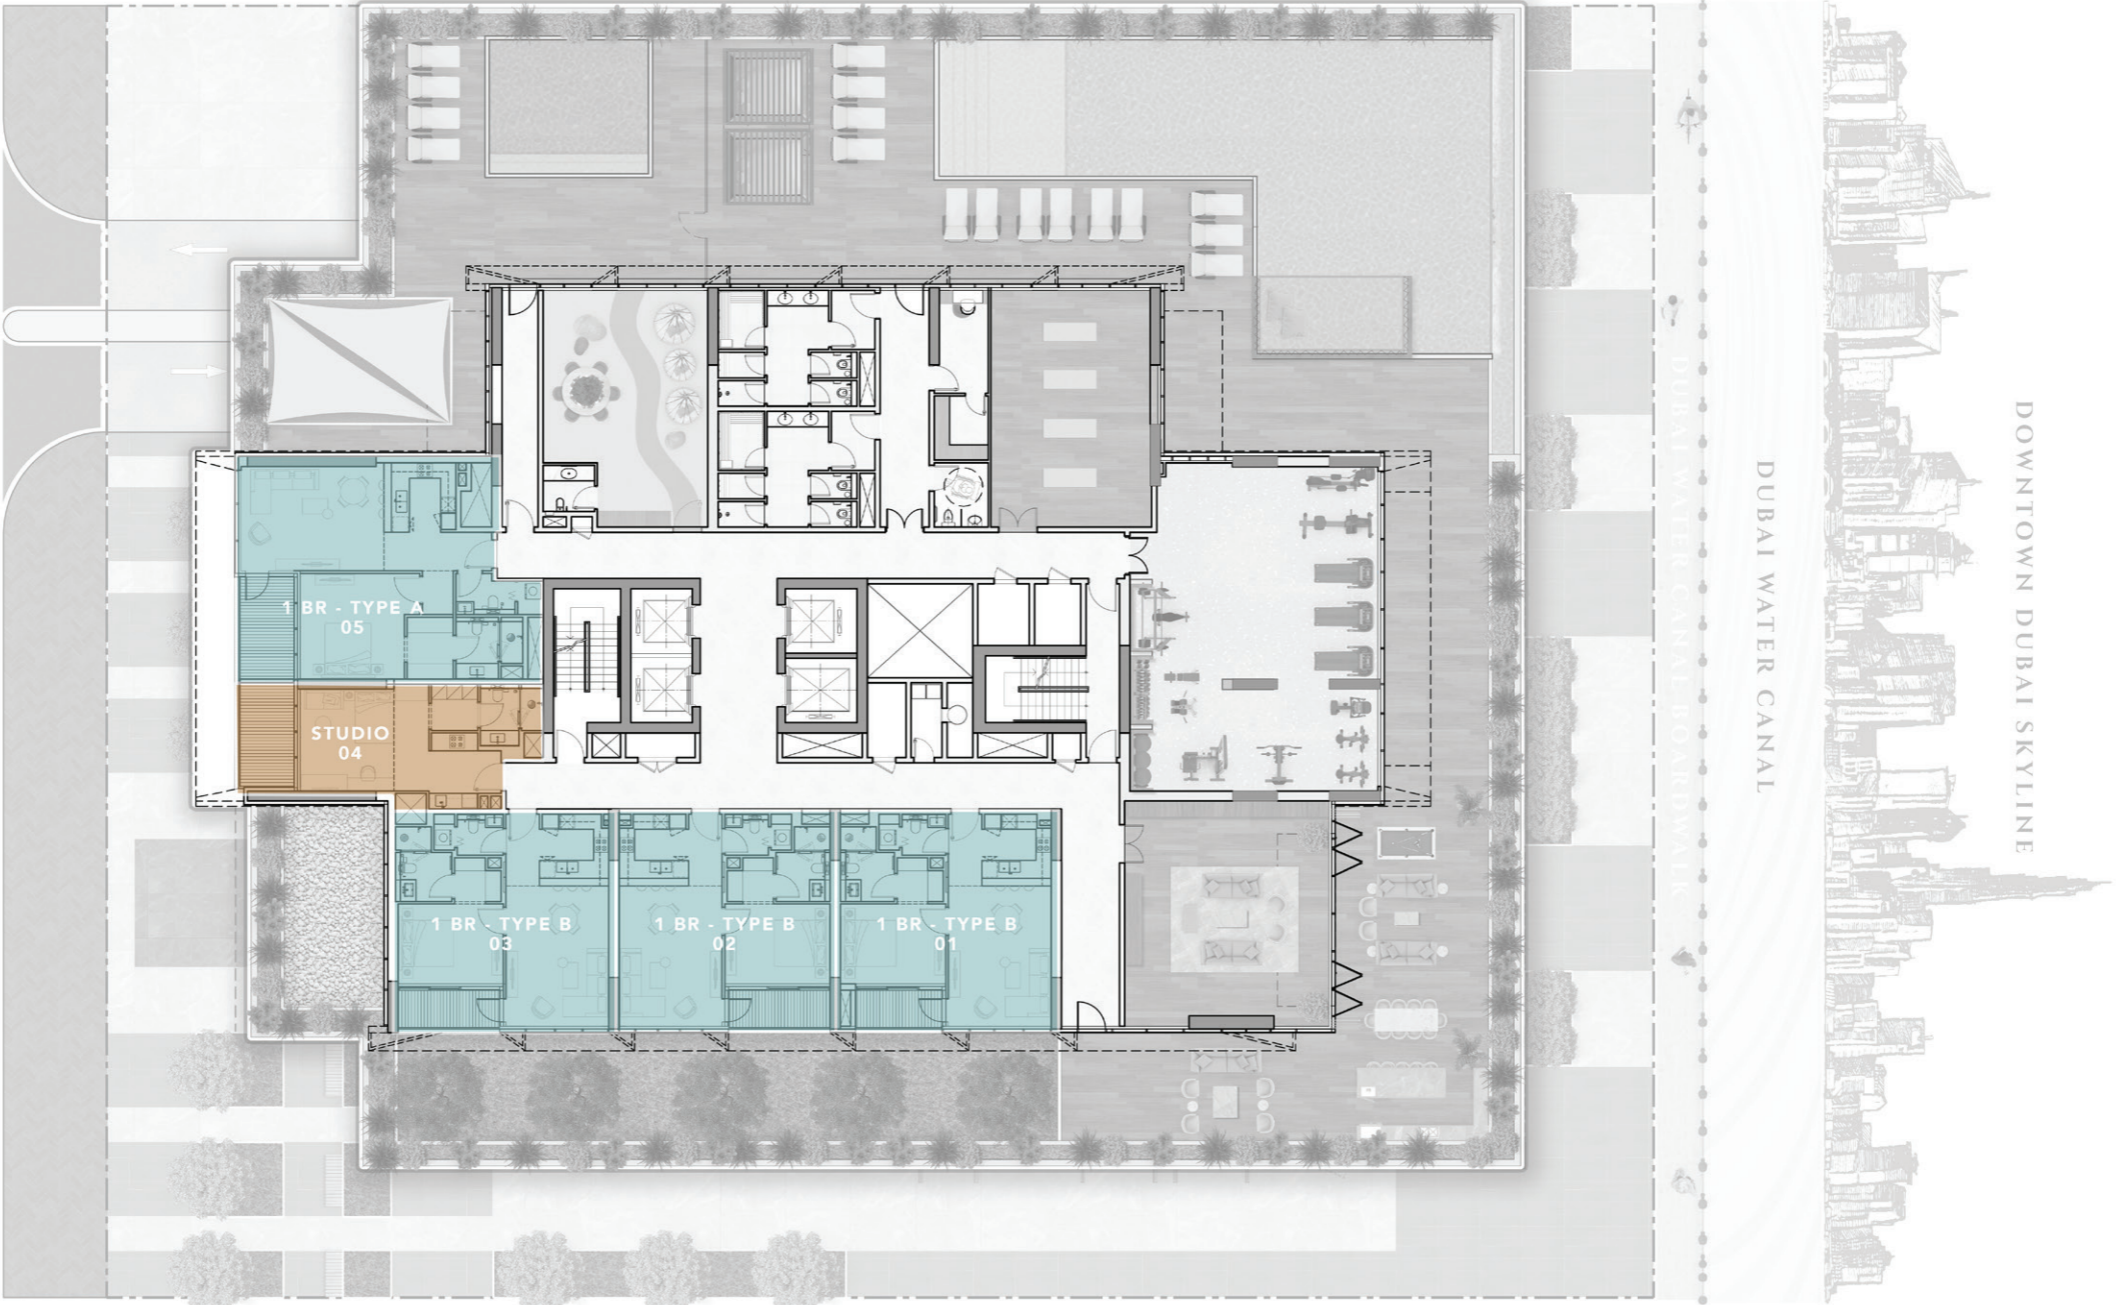 1 BR - TYPE A
05
STUDIO
04
1 BR - TYPE B
03
1 BR - TYPE B
02
1 BR - TYPE B
01
DUBAI WATER CANAL BOARDWALK
DUBAI WATER CANAL
DOWNTOWN DUBAI SKYLINE